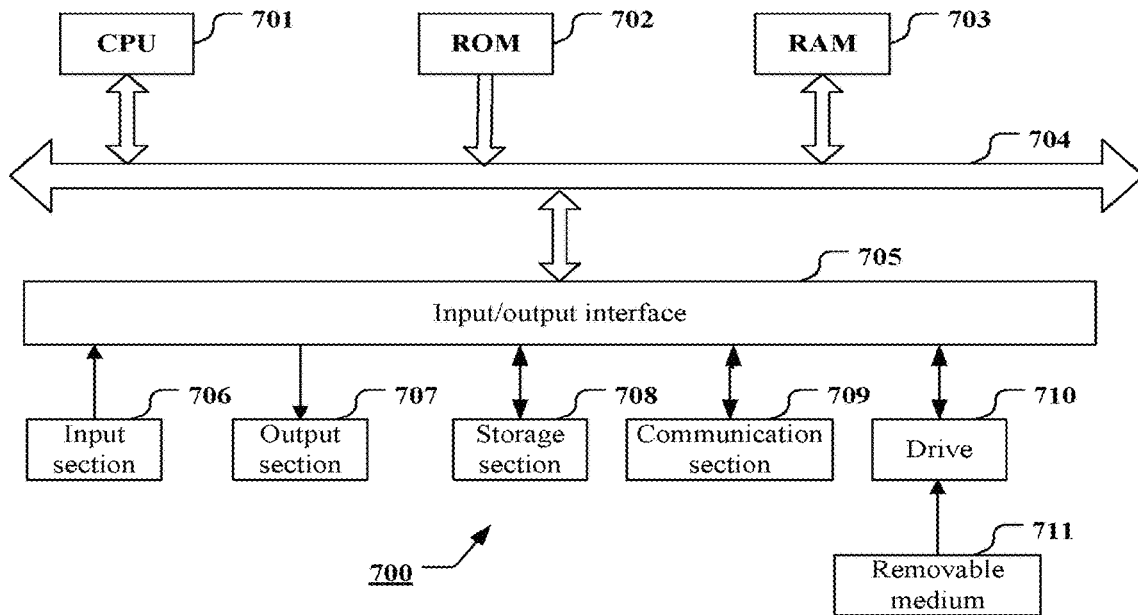 CPU 701
ROM 702
RAM 703
704
705
Input/output interface
706
707
708
709
710
Input
section
Output
section
Storage
section
Communication
section
Drive
711
700
Removable
medium